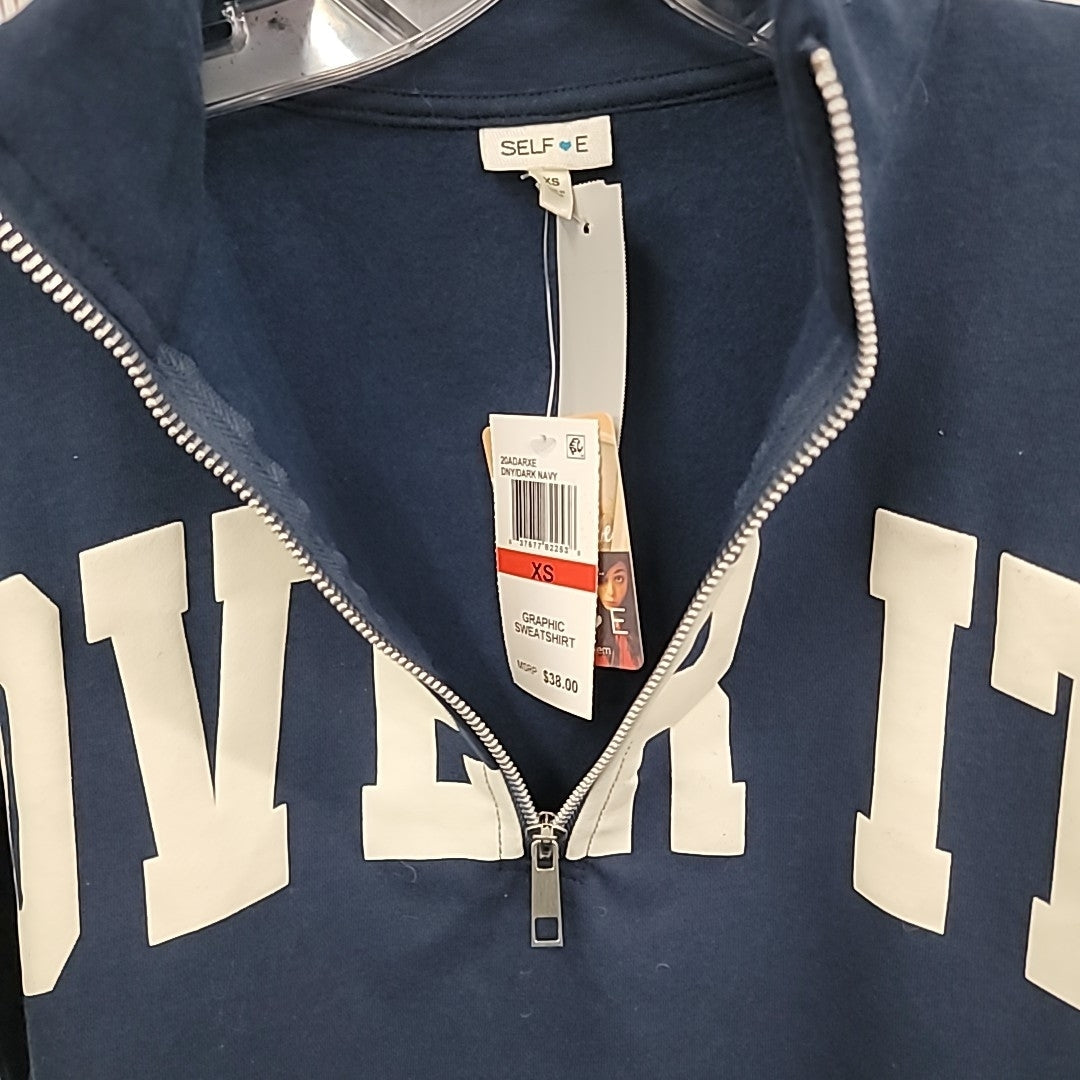 SELF E
XS
20ADARXE
DNY/DARK NAVY
XS
GRAPHIC
SWEATSHIRT
MSRP $38.00
E
OVER IT